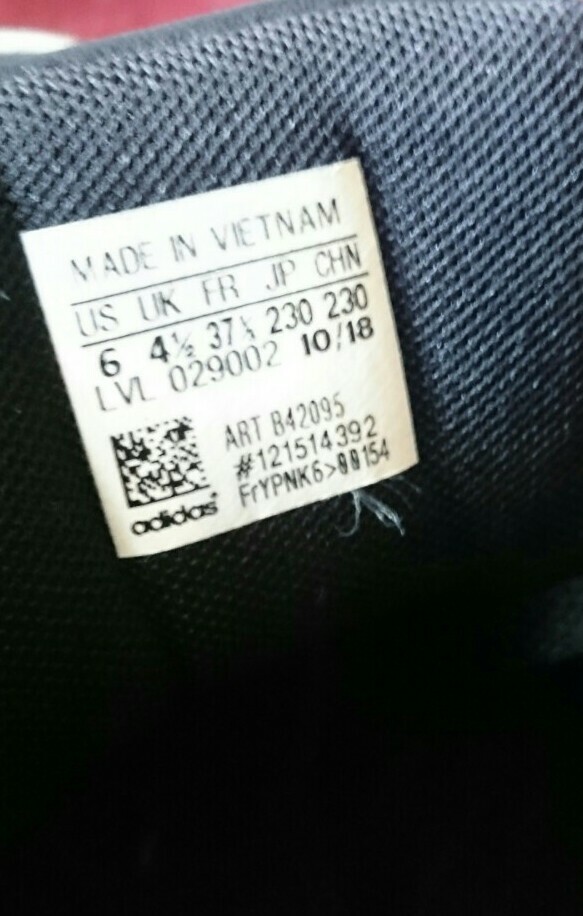 MADE IN VIETNAM
US UK FR JP CHN
6 4½ 37⅓ 230 230
LVL 029002 10/18
ART B42095
#121514392
FrYPNK6>00154
adidas